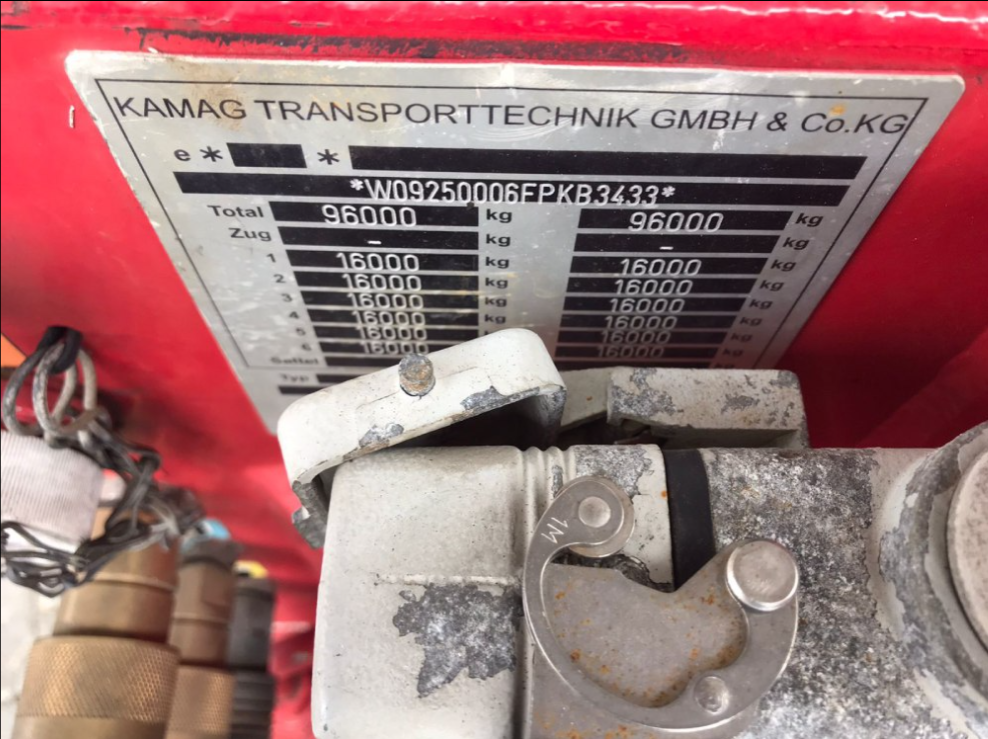 KAMAG TRANSPORTTECHNIK GMBH & Co.KG
e * *
*W09250006FPKB3433*
Total 96000 kg 96000 kg
Zug - kg - kg
1 16000 kg 16000 kg
2 16000 kg 16000 kg
3 16000 kg 16000 kg
4 16000 kg 16000 kg
5 16000 kg 16000 kg
6 16000 16000 kg
Sattel
Typ
1M